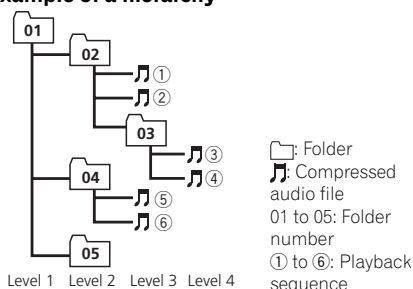 xample of a hierarchy
01
02
①
②
03
③
④
04
⑤
⑥
05
Level 1 Level 2 Level 3 Level 4
: Folder
: Compressed
audio file
01 to 05: Folder
number
① to ⑥: Playback
sequence